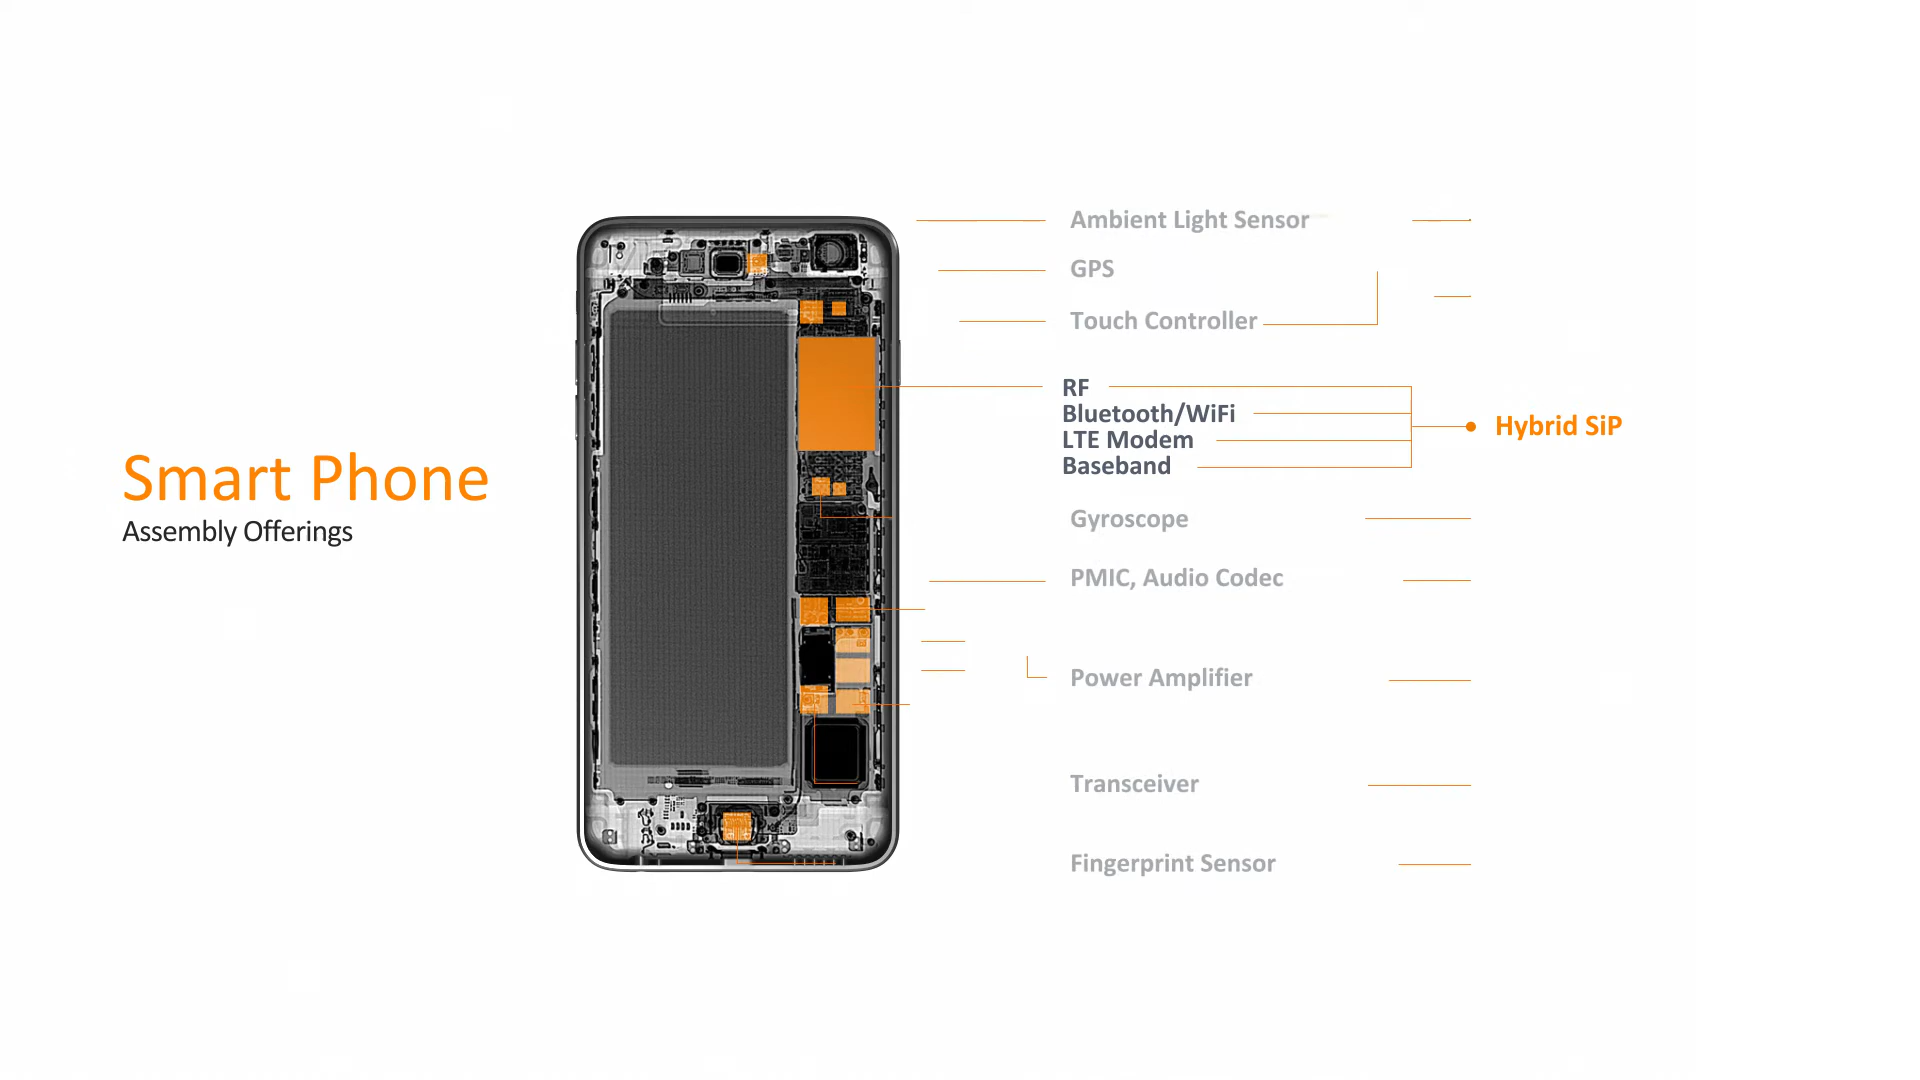 Smart Phone
Assembly Offerings
Ambient Light Sensor
GPS
Touch Controller
RF
Bluetooth/WiFi
LTE Modem
Baseband
Hybrid SiP
Gyroscope
PMIC, Audio Codec
Power Amplifier
Transceiver
Fingerprint Sensor